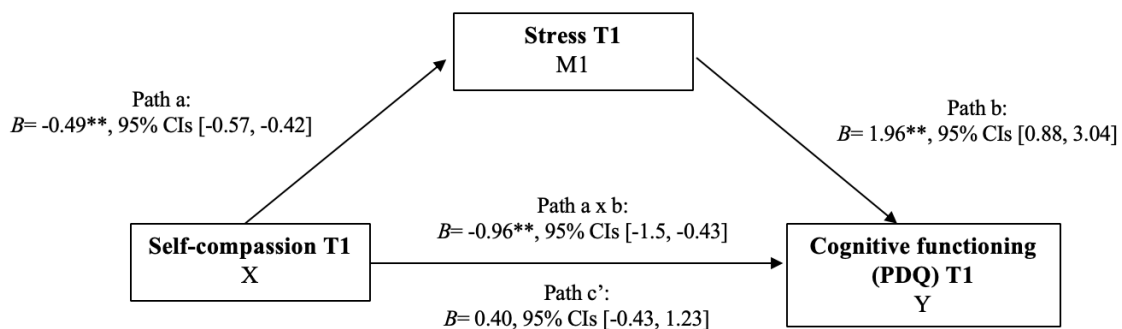 Stress T1
M1
Path a:
B= -0.49**, 95% CIs [-0.57, -0.42]
Path b:
B= 1.96**, 95% CIs [0.88, 3.04]
Path a x b:
B= -0.96**, 95% CIs [-1.5, -0.43]
Self-compassion T1
X
Cognitive functioning
(PDQ) T1
Y
Path c’:
B= 0.40, 95% CIs [-0.43, 1.23]